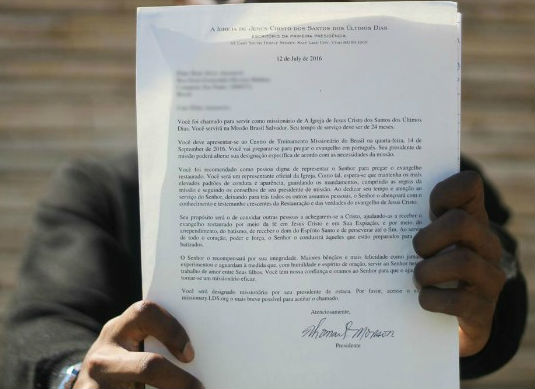 A IGREJA DE JESUS CRISTO DOS SANTOS DOS ÚLTIMOS DIAS
ESCRITÓRIO DA PRIMEIRA PRESIDÊNCIA
12 de July de 2016
Você foi chamado para servir como missionário de A Igreja de Jesus Cristo dos Santos dos Últimos
Dias. Você servirá na Missão Brasil Salvador. Seu tempo de serviço deve ser de 24 meses.
Você deve apresentar-se ao Centro de Treinamento Missionário do Brasil na quarta-feira, 14 de
September de 2016. Você vai preparar-se para pregar o evangelho em português. Seu presidente de
missão poderá alterar sua designação específica de acordo com as necessidades da missão.
Você foi recomendado como pessoa digna de representar o Senhor para pregar o evangelho
restaurado. Você será um representante oficial da Igreja. Como tal, espera-se que mantenha os mais
elevados padrões de conduta e aparência, guardando os mandamentos, cumprindo as regras da
missão e seguindo os conselhos de seu presidente de missão. Ao dedicar seu tempo e atenção ao
serviço do Senhor, deixando para trás todos os outros assuntos pessoais, o Senhor o abençoará com o
conhecimento e testemunho crescentes da Restauração e das verdades do evangelho de Jesus Cristo.
Seu propósito será o de convidar outras pessoas a achegarem-se a Cristo, ajudando-as a receber o
evangelho restaurado por meio da fé em Jesus Cristo e em Sua Expiação, e por meio do
arrependimento, do batismo, de receber o dom do Espírito Santo e de perseverar até o fim. Ao servir
de todo o coração, poder e força, o Senhor o conduzirá àqueles que estão preparados para
batizados.
O Senhor o recompensará por sua integridade. Maiores bênçãos e mais felicidade como jamais
experimentou o aguardam à medida que, com humildade e espírito de oração, servir ao Senhor
trabalho de amor entre Seus filhos. Você tem nossa confiança e oramos ao Senhor para que o
tornar-se um missionário eficaz.
Você será designado missionário por seu presidente de estaca. Por favor, acesse o
missionary.LDS.org o mais breve possível para aceitar o chamado.
Atenciosamente,
Thomas S. Monson
Presidente